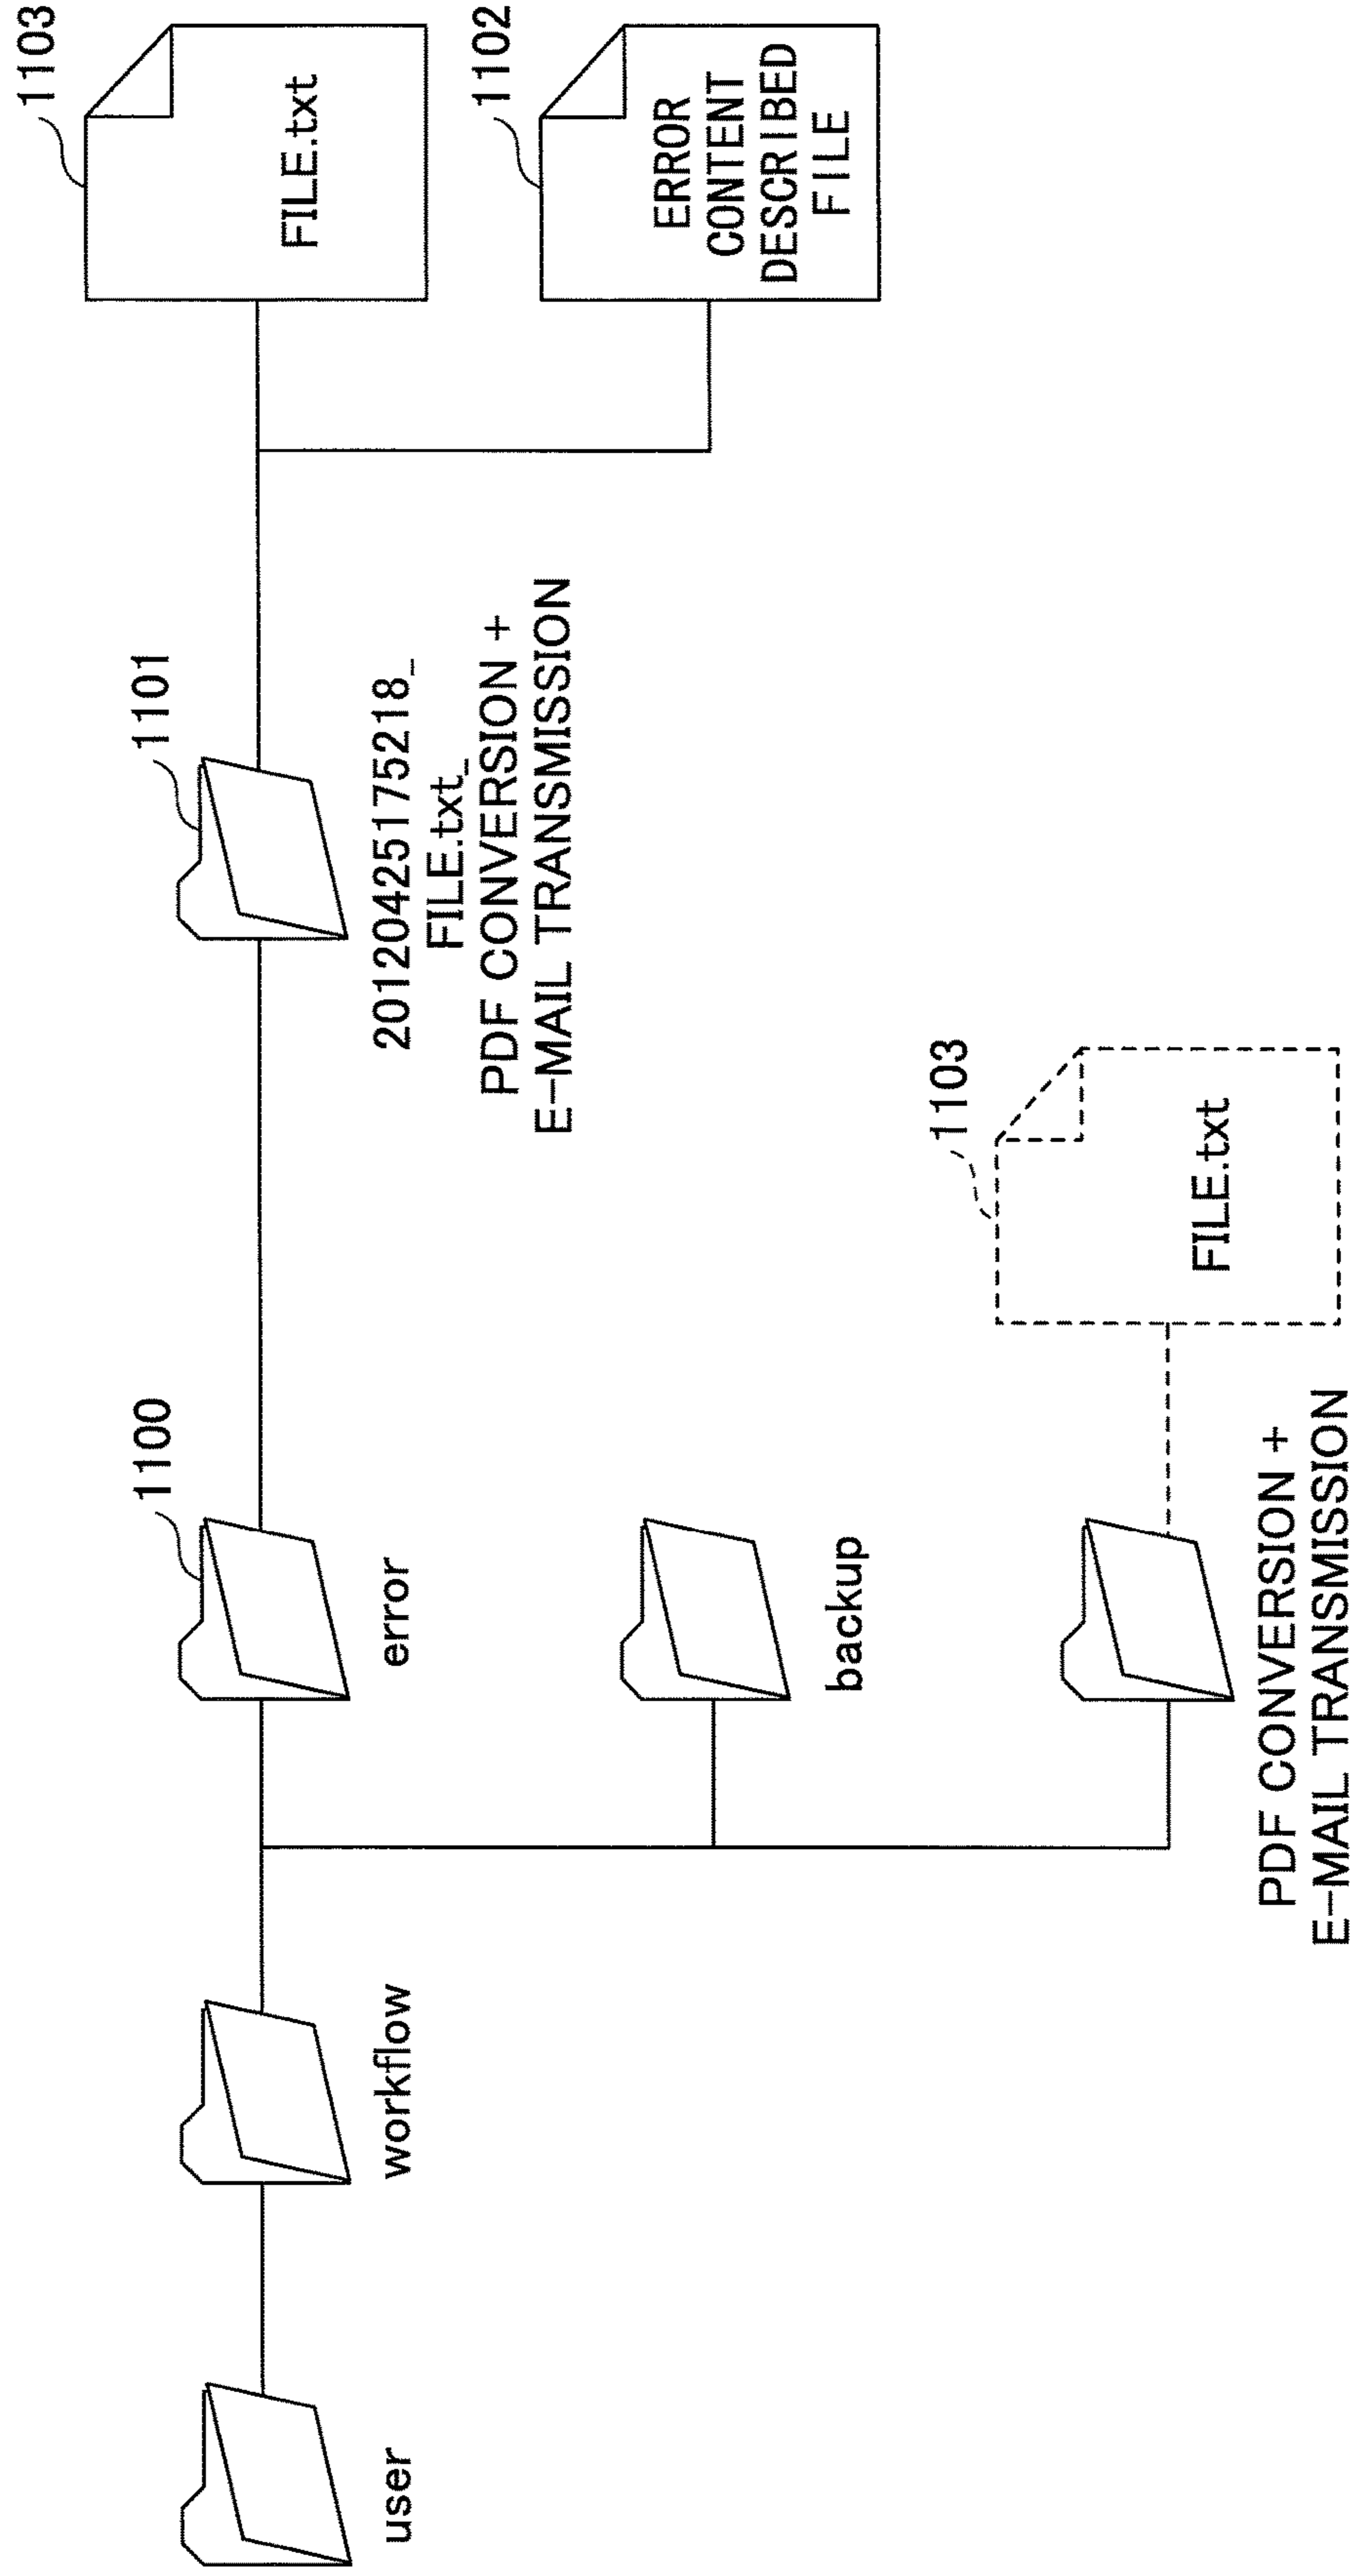 user
workflow
1100
error
backup
PDF CONVERSION +
E-MAIL TRANSMISSION
1103
FILE.txt
1101
20120425175218_
FILE.txt_
PDF CONVERSION +
E-MAIL TRANSMISSION
1103
FILE.txt
1102
ERROR
CONTENT
DESCRIBED
FILE